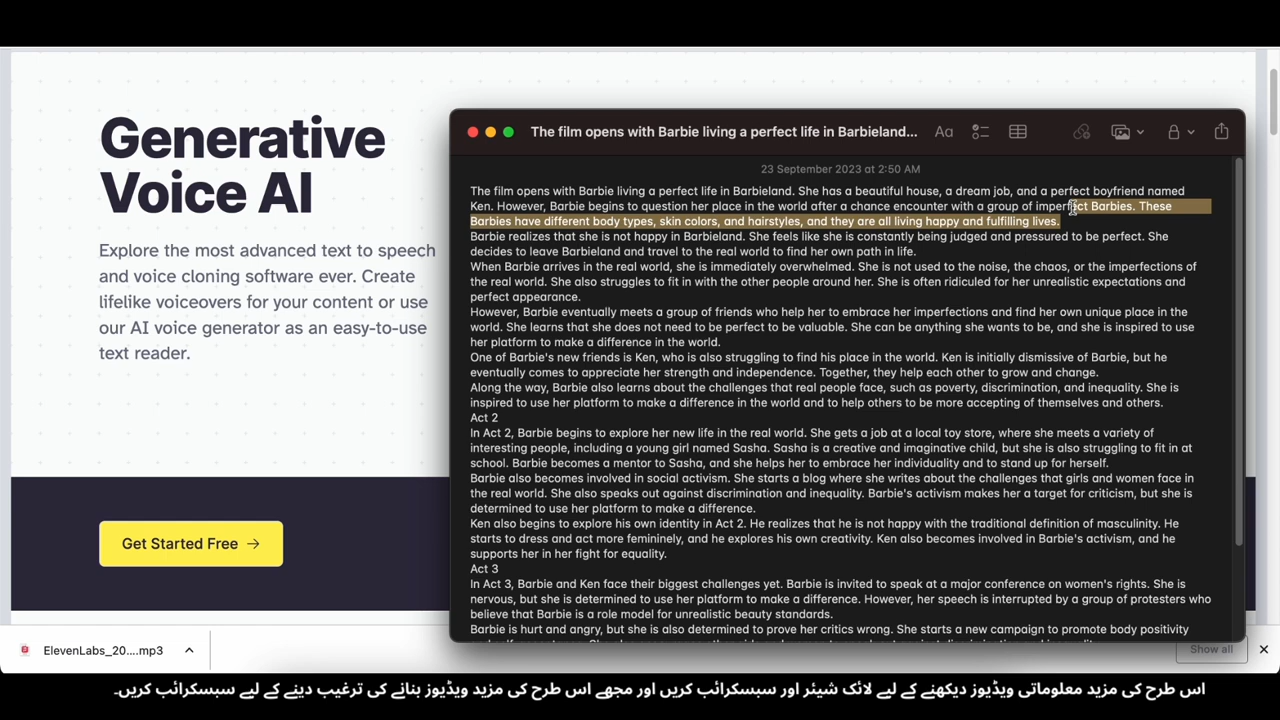 Generative
Voice AI
Explore the most advanced text to speech
and voice cloning software ever. Create
lifelike voiceovers for your content or use
our AI voice generator as an easy-to-use
text reader.
Get Started Free →
The film opens with Barbie living a perfect life in Barbieland...
Aa
23 September 2023 at 2:50 AM
The film opens with Barbie living a perfect life in Barbieland. She has a beautiful house, a dream job, and a perfect boyfriend named
Ken. However, Barbie begins to question her place in the world after a chance encounter with a group of imperfect Barbies. These
Barbies have different body types, skin colors, and hairstyles, and they are all living happy and fulfilling lives.
Barbie realizes that she is not happy in Barbieland. She feels like she is constantly being judged and pressured to be perfect. She
decides to leave Barbieland and travel to the real world to find her own path in life.
When Barbie arrives in the real world, she is immediately overwhelmed. She is not used to the noise, the chaos, or the imperfections of
the real world. She also struggles to fit in with the other people around her. She is often ridiculed for her unrealistic expectations and
perfect appearance.
However, Barbie eventually meets a group of friends who help her to embrace her imperfections and find her own unique place in the
world. She learns that she does not need to be perfect to be valuable. She can be anything she wants to be, and she is inspired to use
her platform to make a difference in the world.
One of Barbie's new friends is Ken, who is also struggling to find his place in the world. Ken is initially dismissive of Barbie, but he
eventually comes to appreciate her strength and independence. Together, they help each other to grow and change.
Along the way, Barbie also learns about the challenges that real people face, such as poverty, discrimination, and inequality. She is
inspired to use her platform to make a difference in the world and to help others to be more accepting of themselves and others.
Act 2
In Act 2, Barbie begins to explore her new life in the real world. She gets a job at a local toy store, where she meets a variety of
interesting people, including a young girl named Sasha. Sasha is a creative and imaginative child, but she is also struggling to fit in at
school. Barbie becomes a mentor to Sasha, and she helps her to embrace her individuality and to stand up for herself.
Barbie also becomes involved in social activism. She starts a blog where she writes about the challenges that girls and women face in
the real world. She also speaks out against discrimination and inequality. Barbie's activism makes her a target for criticism, but she is
determined to use her platform to make a difference.
Ken also begins to explore his own identity in Act 2. He realizes that he is not happy with the traditional definition of masculinity. He
starts to dress and act more femininely, and he explores his own creativity. Ken also becomes involved in Barbie's activism, and he
supports her in her fight for equality.
Act 3
In Act 3, Barbie and Ken face their biggest challenges yet. Barbie is invited to speak at a major conference on women's rights. She is
nervous, but she is determined to use her platform to make a difference. However, her speech is interrupted by a group of protesters who
believe that Barbie is a role model for unrealistic beauty standards.
Barbie is hurt and angry, but she is also determined to prove her critics wrong. She starts a new campaign to promote body positivity
ElevenLabs_20....mp3
Show all
اس طرح کی مزید معلوماتی ویڈیوز دیکھنے کے لیے لائک شیئر اور سبسکرائب کریں اور مجھے اس طرح کی مزید ویڈیوز بنانے کی ترغیب دینے کے لیے سبسکرائب کریں۔